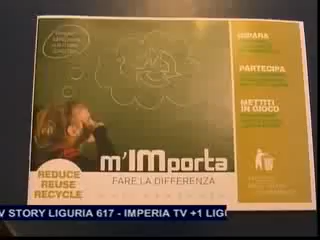 IMPARA
PARTECIPA
METTITI
IN GIOCO
m'IMporta
FARE LA DIFFERENZA
REDUCE
REUSE
RECYCLE
V STORY LIGURIA 617 - IMPERIA TV +1 LIGU